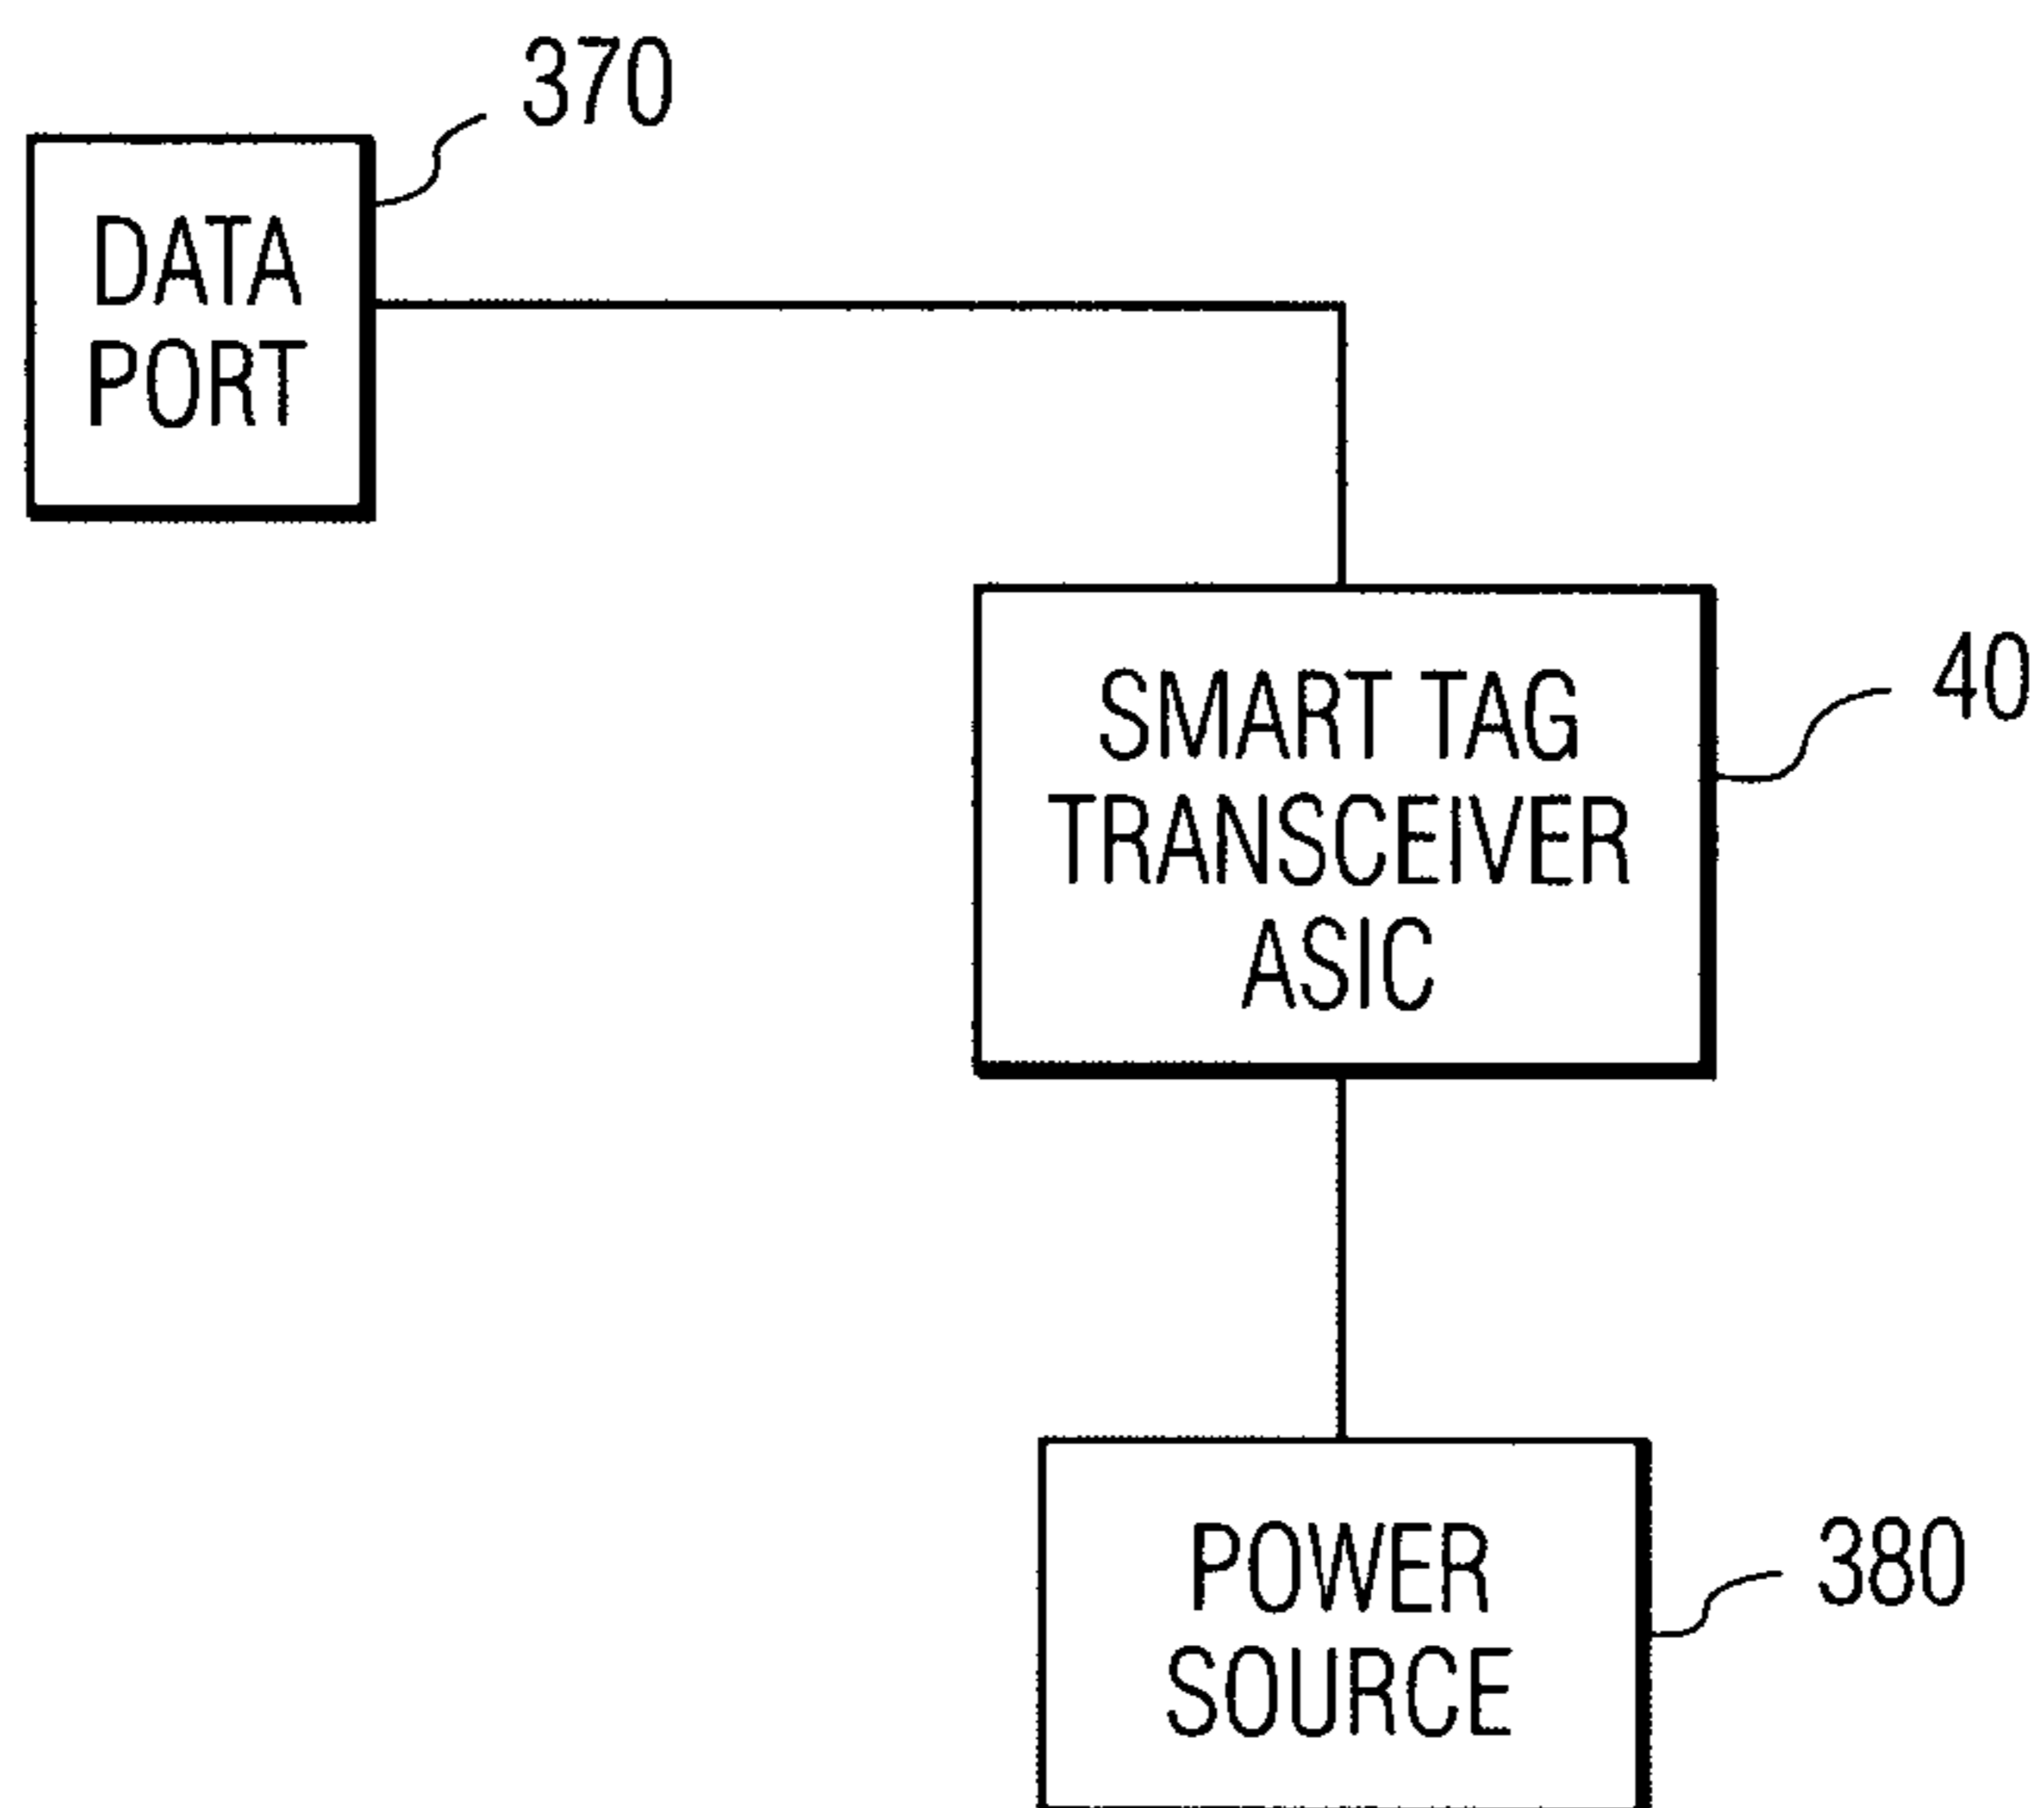 370
DATA
PORT
SMART TAG
TRANSCEIVER
ASIC
40
POWER
SOURCE
380